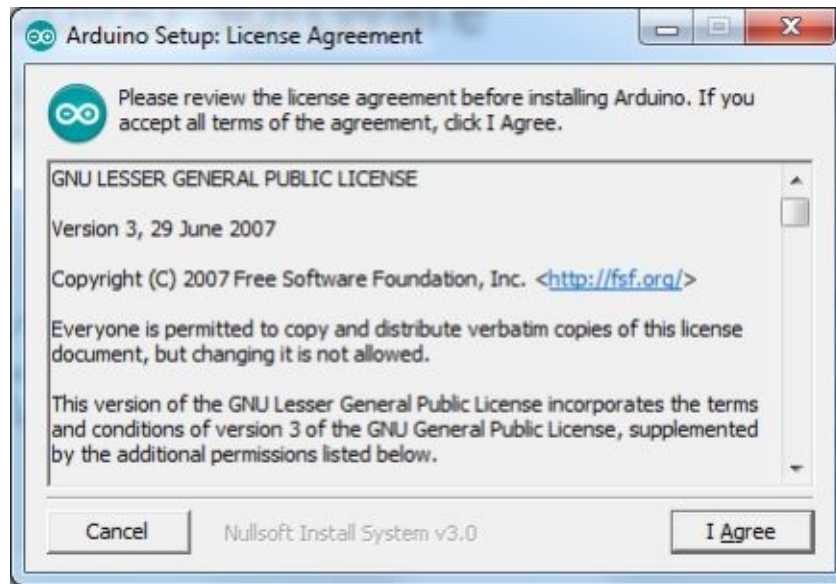 Arduino Setup: License Agreement
Please review the license agreement before installing Arduino. If you
accept all terms of the agreement, click I Agree.
GNU LESSER GENERAL PUBLIC LICENSE
Version 3, 29 June 2007
Copyright (C) 2007 Free Software Foundation, Inc. <http://fsf.org/>
Everyone is permitted to copy and distribute verbatim copies of this license
document, but changing it is not allowed.
This version of the GNU Lesser General Public License incorporates the terms
and conditions of version 3 of the GNU General Public License, supplemented
by the additional permissions listed below.
Cancel
Nullsoft Install System v3.0
I Agree